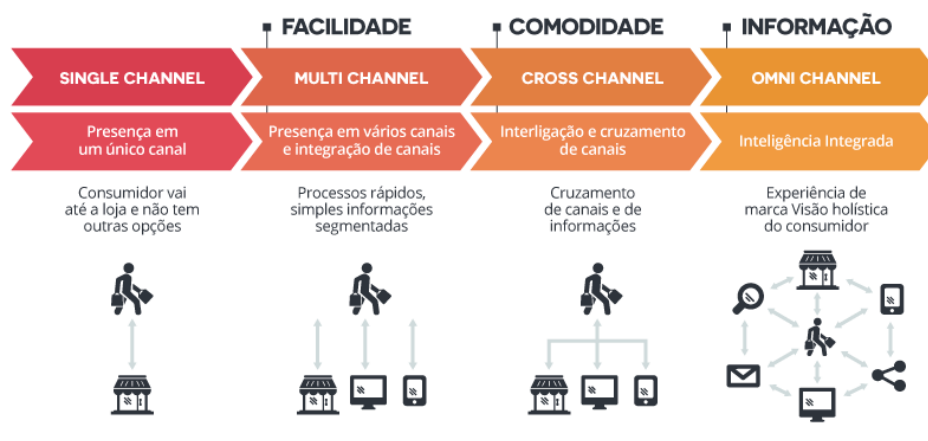 FACILIDADE
COMODIDADE
INFORMAÇÃO
SINGLE CHANNEL
MULTI CHANNEL
CROSS CHANNEL
OMNI CHANNEL
Presença em
um único canal
Presença em vários canais
e integração de canais
Interligação e cruzamento
de canais
Inteligência Integrada
Consumidor vai
até a loja e não tem
outras opções
Processos rápidos,
simples informações
segmentadas
Cruzamento
de canais e de
informações
Experiência de
marca Visão holística
do consumidor